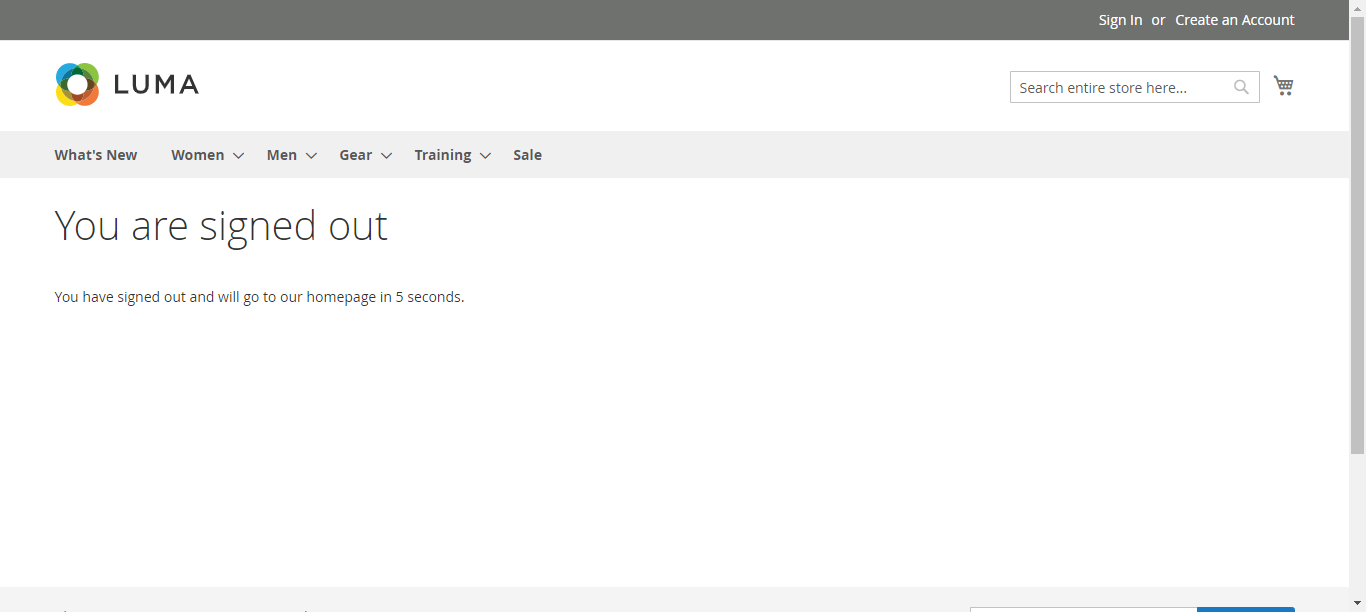 Sign In or Create an Account
LUMA
Search entire store here...
What's New Women Men Gear Training Sale
You are signed out
You have signed out and will go to our homepage in 5 seconds.